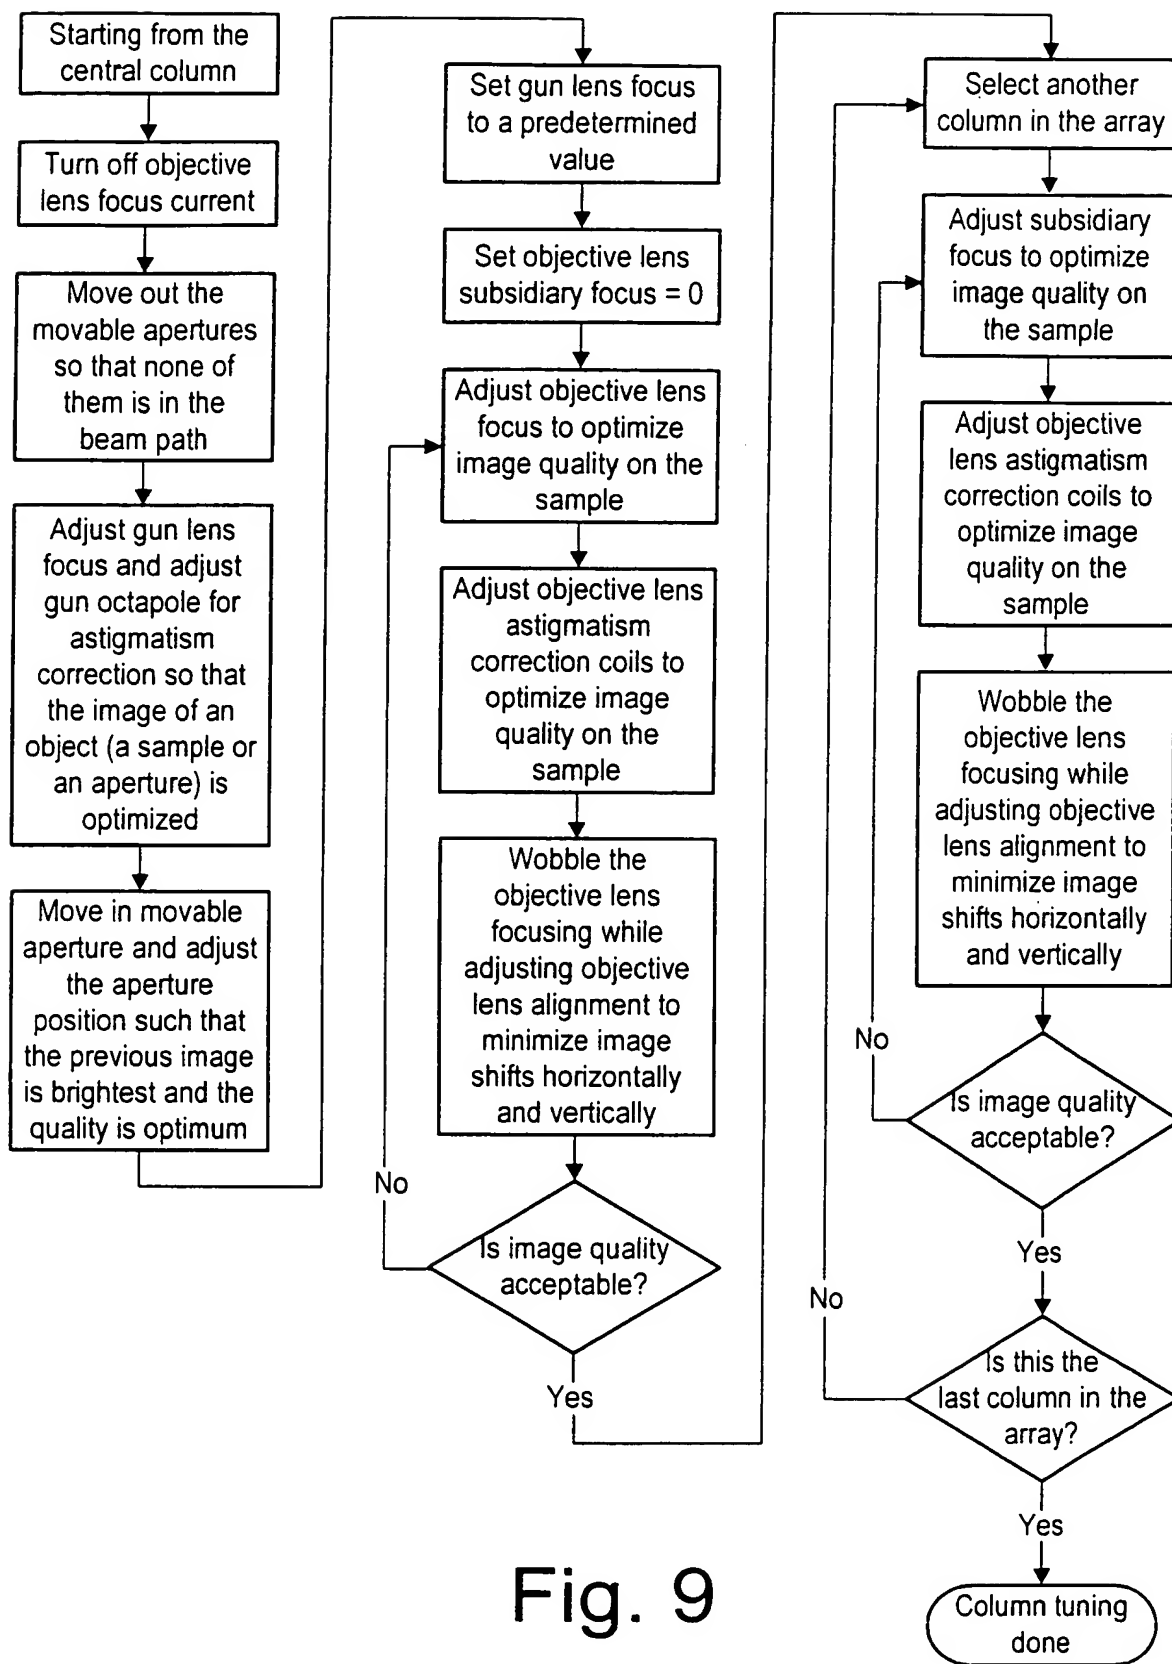 Starting from the
central column
Turn off objective
lens focus current
Move out the
movable apertures
so that none of
them is in the
beam path
Adjust gun lens
focus and adjust
gun octapole for
astigmatism
correction so that
the image of an
object (a sample or
an aperture) is
optimized
Move in movable
aperture and adjust
the aperture
position such that
the previous image
is brightest and the
quality is optimum
Set gun lens focus
to a predetermined
value
Set objective lens
subsidiary focus = 0
Adjust objective lens
focus to optimize
image quality on the
sample
Adjust objective lens
astigmatism
correction coils to
optimize image
quality on the
sample
Wobble the
objective lens
focusing while
adjusting objective
lens alignment to
minimize image
shifts horizontally
and vertically
No
Is image quality
acceptable?
Yes
Select another
column in the array
Adjust subsidiary
focus to optimize
image quality on
the sample
Adjust objective
lens astigmatism
correction coils to
optimize image
quality on the
sample
Wobble the
objective lens
focusing while
adjusting objective
lens alignment to
minimize image
shifts horizontally
and vertically
No
Is image quality
acceptable?
Yes
No
Is this the
last column in the
array?
Yes
Column tuning
done
Fig. 9